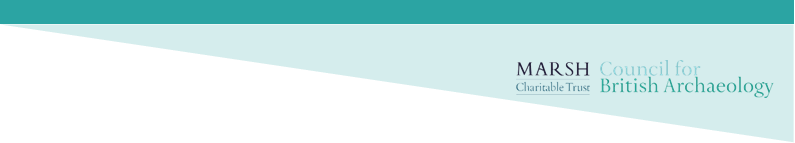 MARSH
Charitable Trust
Council for
British Archaeology